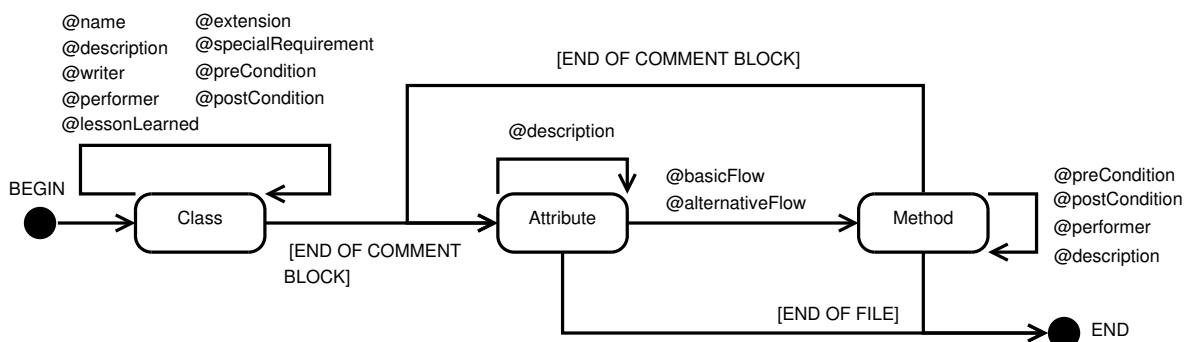 @name @extension
@description @specialRequirement
@writer @preCondition
@performer @postCondition
@lessonLearned
[END OF COMMENT BLOCK]
@description
BEGIN
@basicFlow
@alternativeFlow
@preCondition
@postCondition
@performer
@description
Class
Attribute
Method
[END OF COMMENT
BLOCK]
[END OF FILE]
END